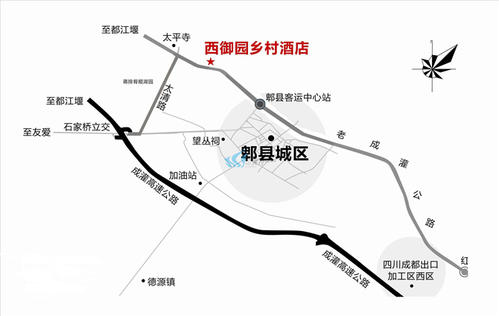 至都江堰
太平寺
西御园乡村酒店
太清路
至都江堰
郫县客运中心站
石家桥立交
至友爱
望丛祠
老成灌公路
郫县城区
加油站
成灌高速公路
成灌高速公路
四川成都出口
加工区西区
红
德源镇